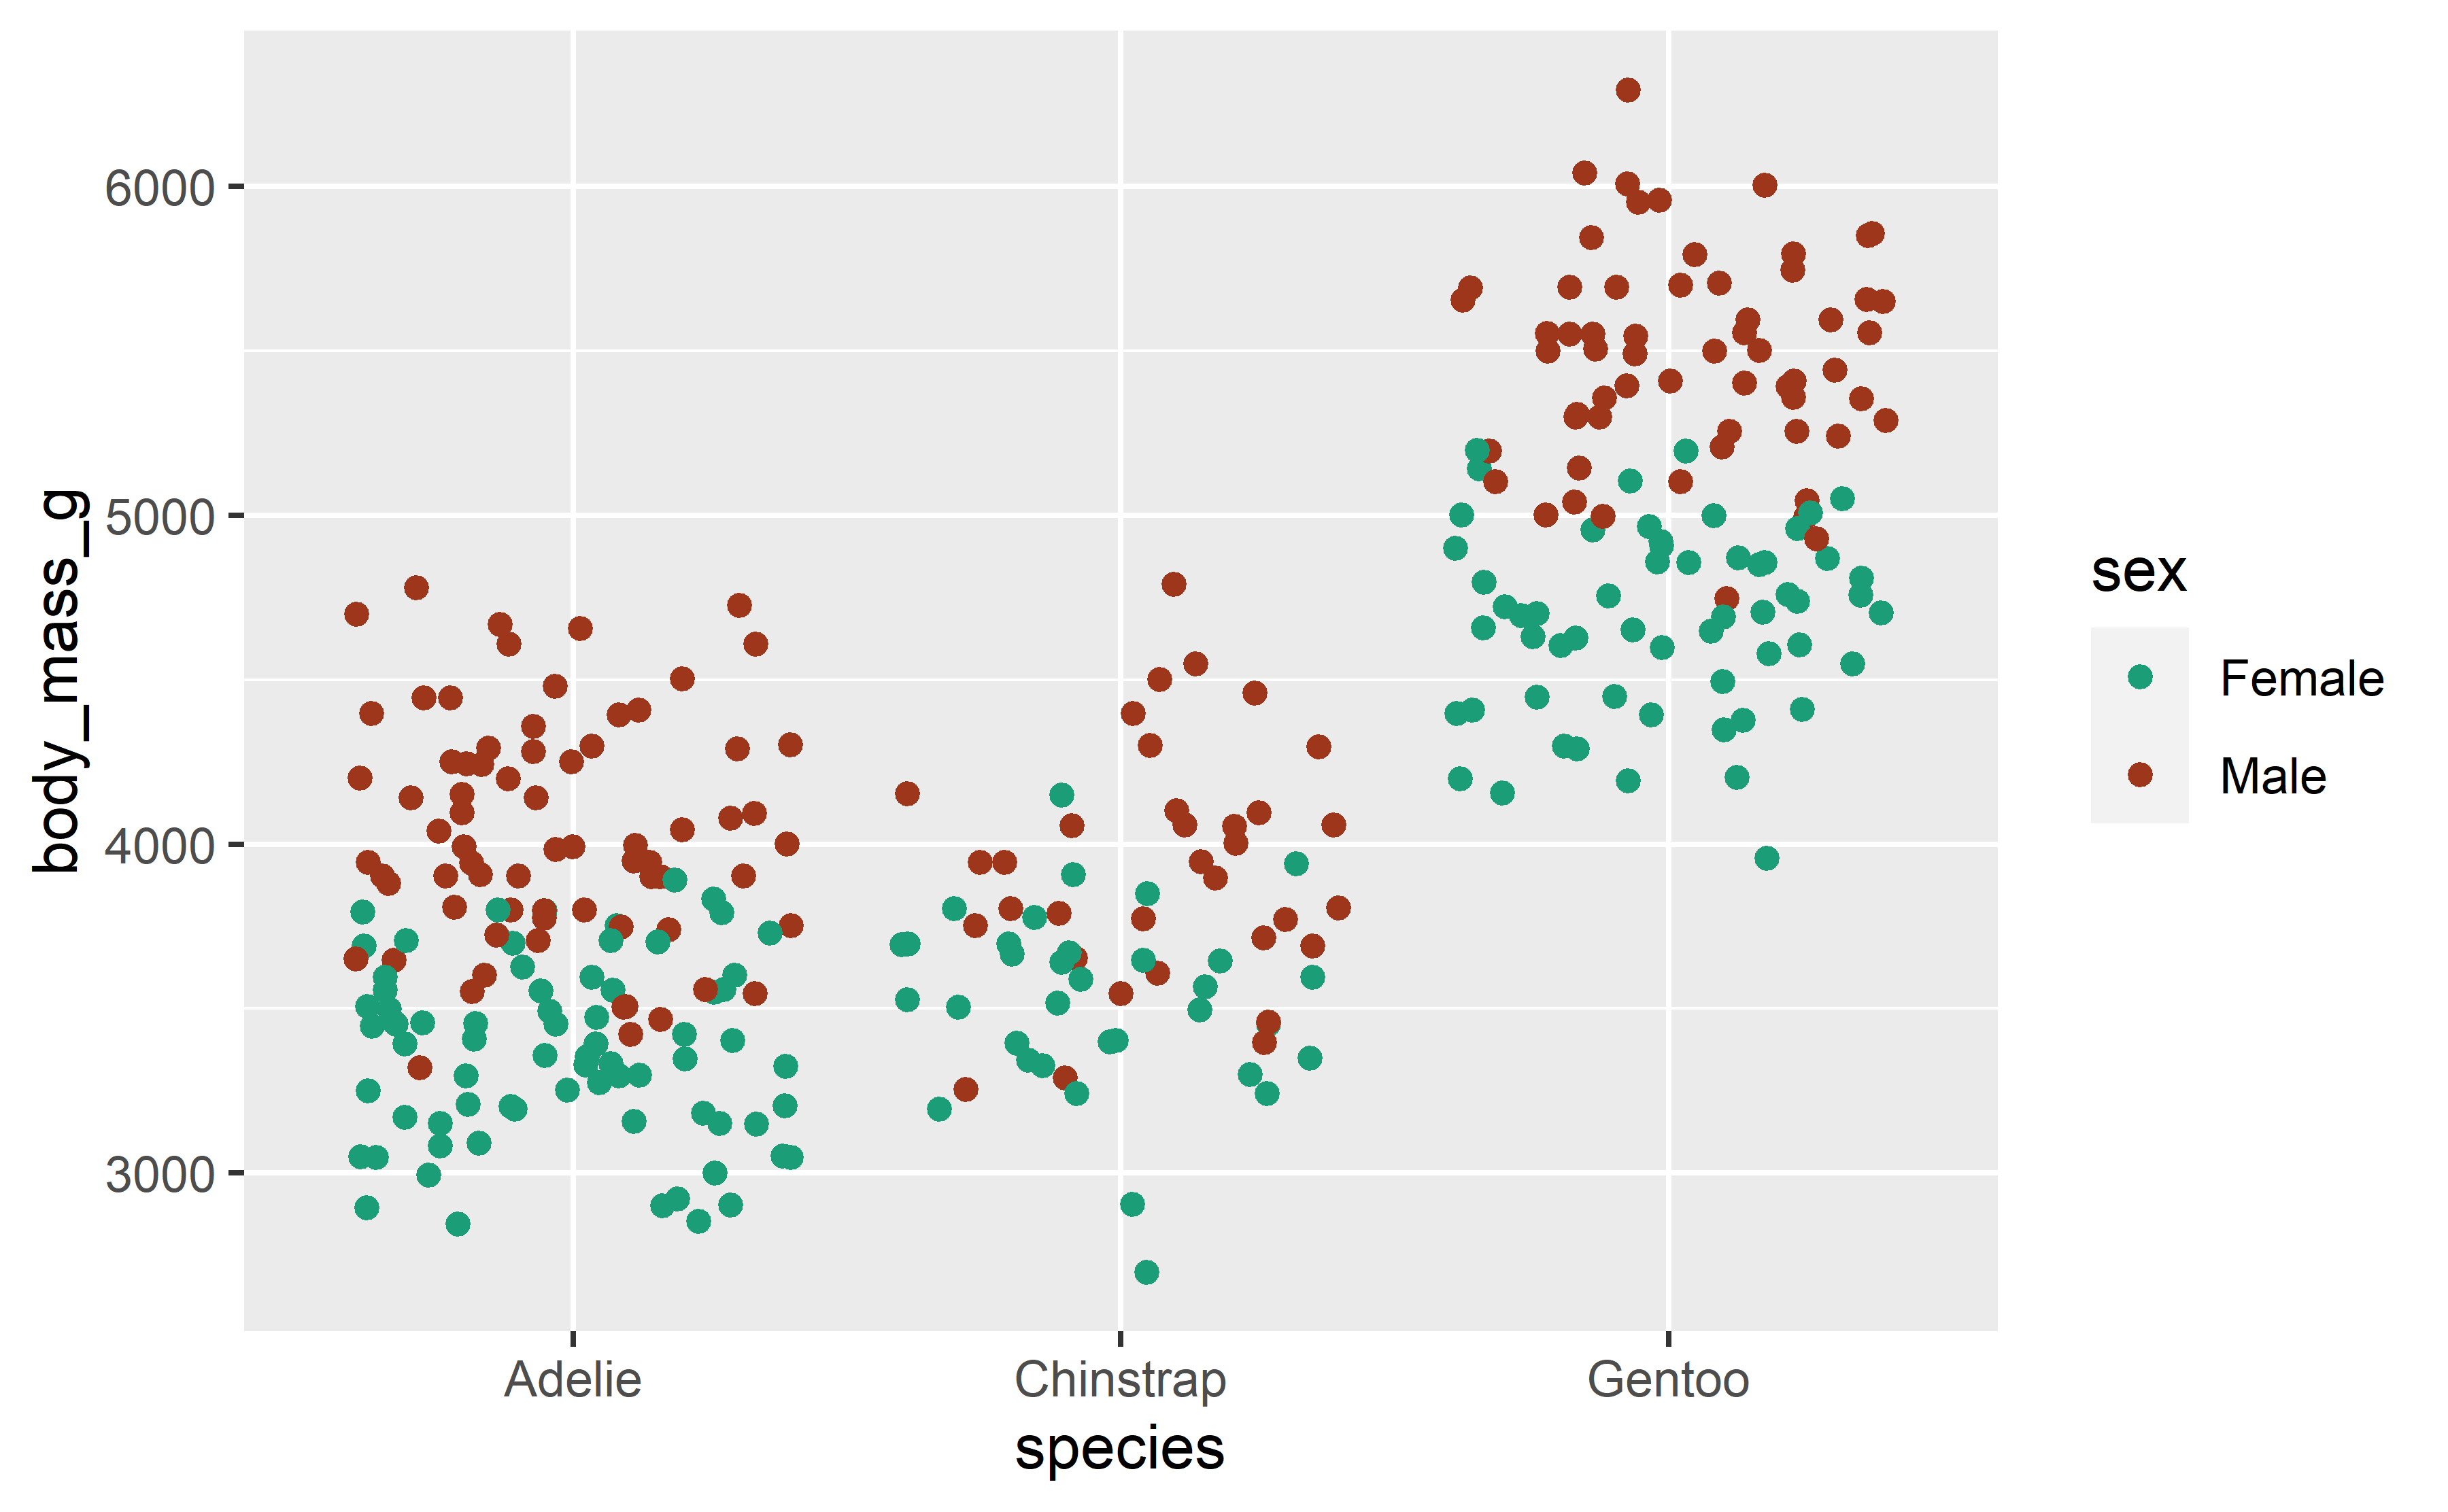 6000
5000
4000
3000
body_mass_g
Adelie
Chinstrap
Gentoo
species
sex
Female
Male